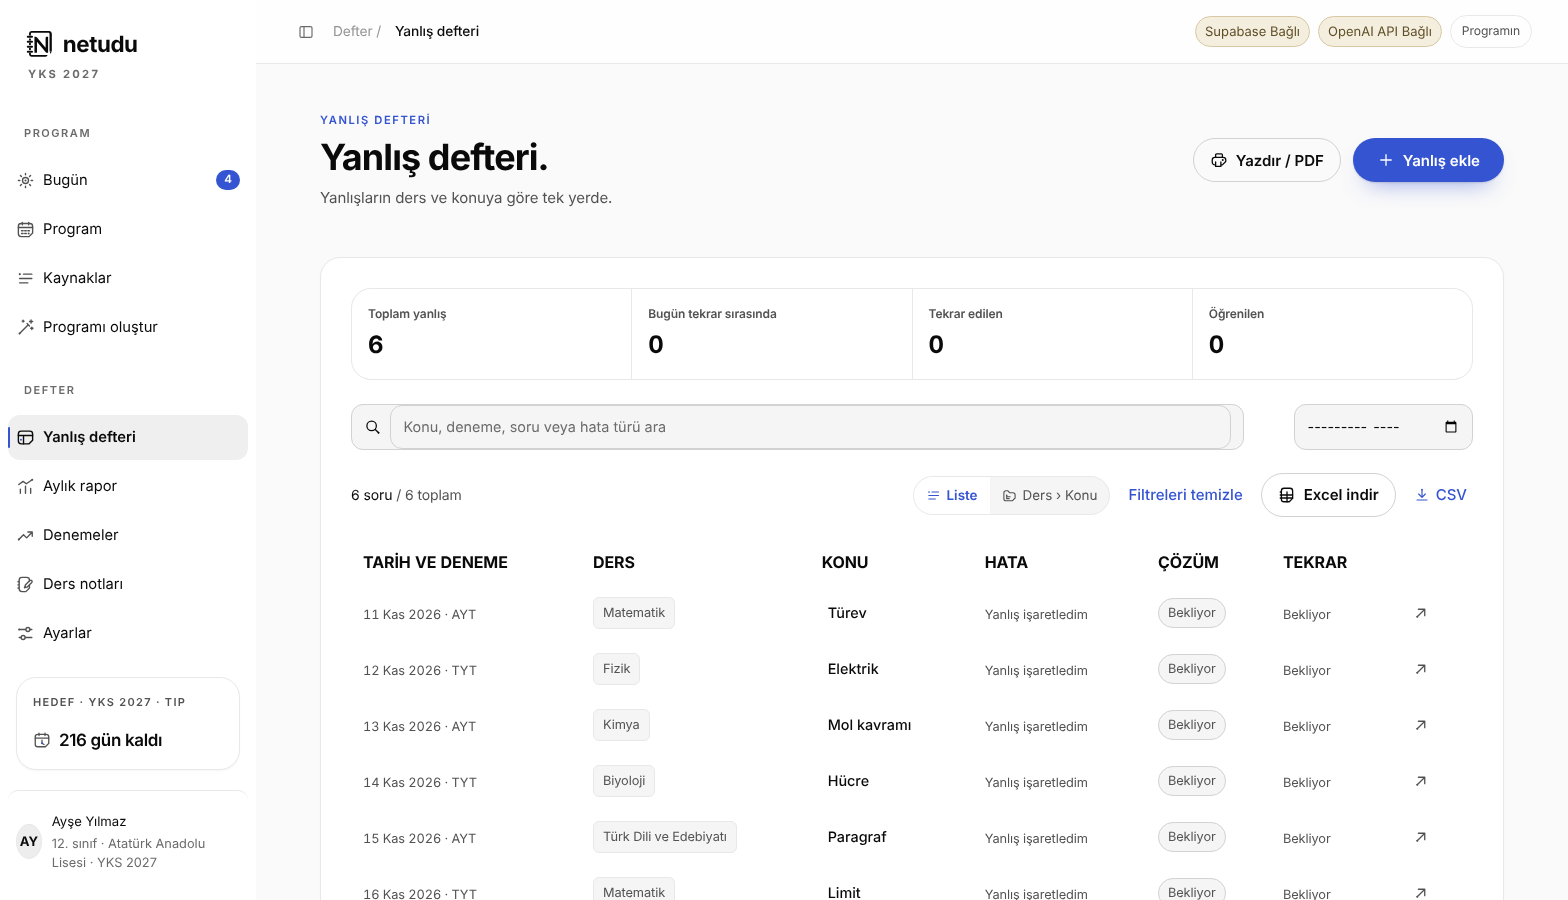 netudu
YKS 2027
PROGRAM
Bugün 4
Program
Kaynaklar
Programı oluştur
DEFTER
Yanlış defteri
Aylık rapor
Denemeler
Ders notları
Ayarlar
HEDEF · YKS 2027 · TIP
216 gün kaldı
AY
Ayşe Yılmaz
12. sınıf · Atatürk Anadolu
Lisesi · YKS 2027
Defter / Yanlış defteri
Supabase Bağlı OpenAI API Bağlı Programın
YANLIŞ DEFTERİ
Yanlış defteri.
Yanlışların ders ve konuya göre tek yerde.
Yazdır / PDF + Yanlış ekle
Toplam yanlış Bugün tekrar sırasında Tekrar edilen Öğrenilen
6 0 0 0
Konu, deneme, soru veya hata türü ara --------- ----
6 soru / 6 toplam Liste Ders › Konu Filtreleri temizle Excel indir CSV
TARİH VE DENEME DERS KONU HATA ÇÖZÜM TEKRAR
11 Kas 2026 · AYT Matematik Türev Yanlış işaretledim Bekliyor Bekliyor
12 Kas 2026 · TYT Fizik Elektrik Yanlış işaretledim Bekliyor Bekliyor
13 Kas 2026 · AYT Kimya Mol kavramı Yanlış işaretledim Bekliyor Bekliyor
14 Kas 2026 · TYT Biyoloji Hücre Yanlış işaretledim Bekliyor Bekliyor
15 Kas 2026 · AYT Türk Dili ve Edebiyatı Paragraf Yanlış işaretledim Bekliyor Bekliyor
16 Kas 2026 · TYT Matematik Limit Yanlış işaretledim Bekliyor Bekliyor